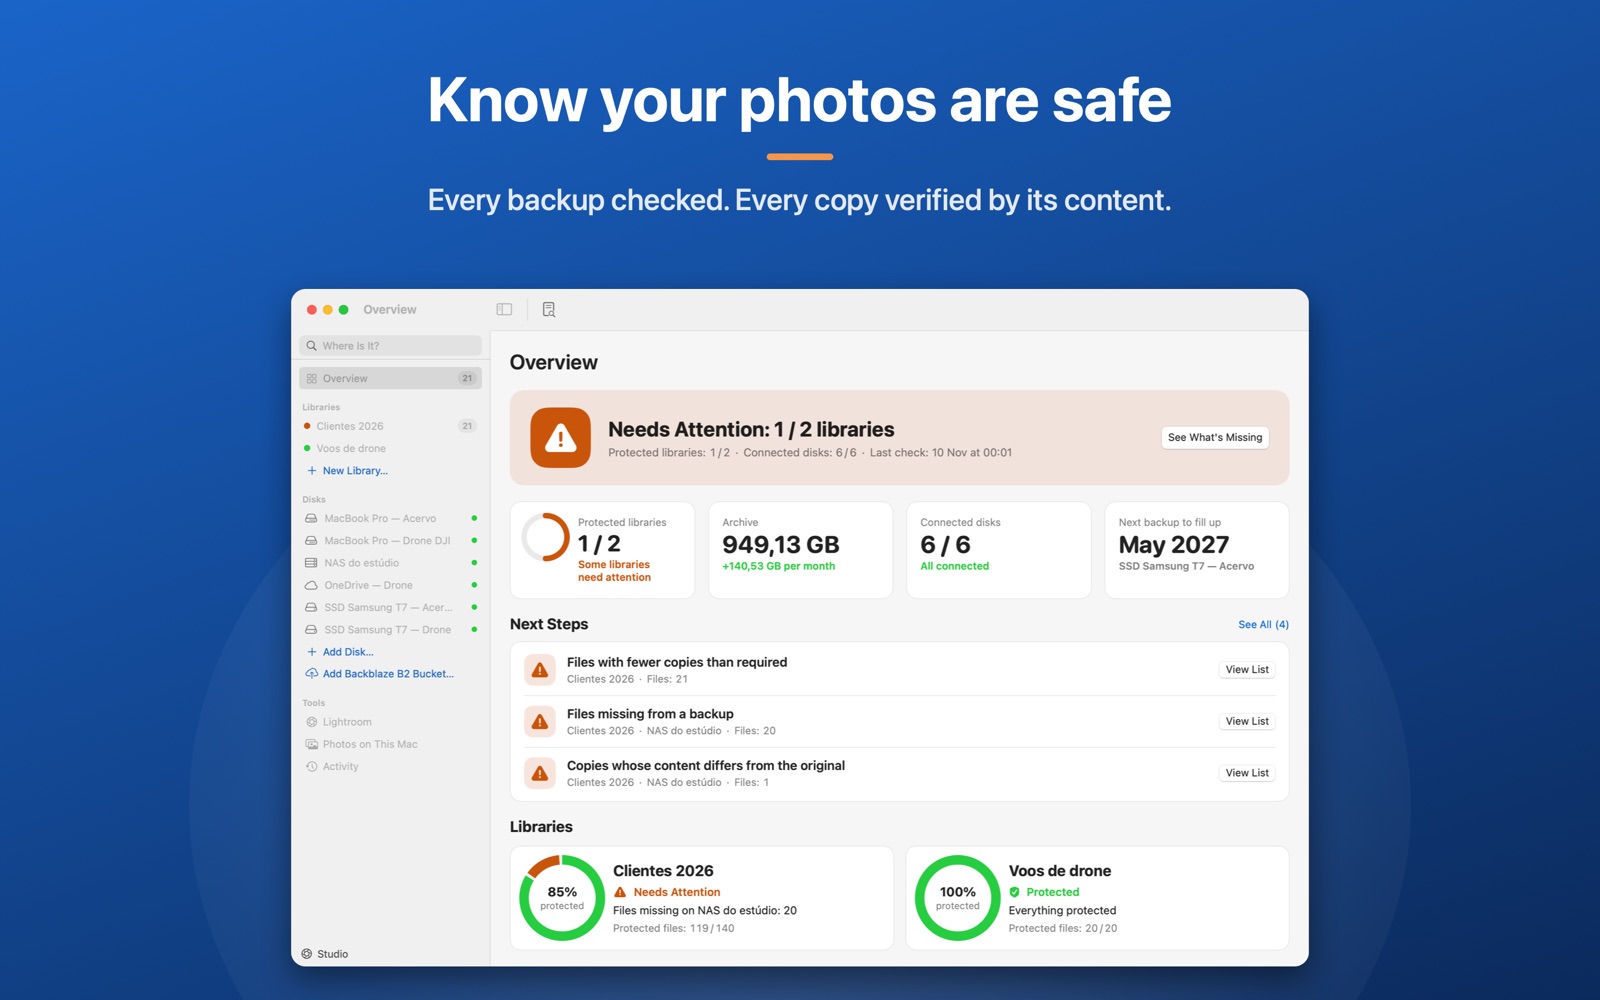 Know your photos are safe
Every backup checked. Every copy verified by its content.
Overview
Where Is It?
Overview 21
Libraries
Clientes 2026 21
Voos de drone
New Library...
Disks
MacBook Pro — Acervo
MacBook Pro — Drone DJI
NAS do estúdio
OneDrive — Drone
SSD Samsung T7 — Acer...
SSD Samsung T7 — Drone
Add Disk...
Add Backblaze B2 Bucket...
Tools
Lightroom
Photos on This Mac
Activity
Studio
Overview
Needs Attention: 1 / 2 libraries
Protected libraries: 1 / 2 · Connected disks: 6 / 6 · Last check: 10 Nov at 00:01
See What's Missing
Protected libraries
1 / 2
Some libraries
need attention
Archive
949,13 GB
+140,53 GB per month
Connected disks
6 / 6
All connected
Next backup to fill up
May 2027
SSD Samsung T7 — Acervo
Next Steps
See All (4)
Files with fewer copies than required
Clientes 2026 · Files: 21
View List
Files missing from a backup
Clientes 2026 · NAS do estúdio · Files: 20
View List
Copies whose content differs from the original
Clientes 2026 · NAS do estúdio · Files: 1
View List
Libraries
85%
protected
Clientes 2026
Needs Attention
Files missing on NAS do estúdio: 20
Protected files: 119 / 140
100%
protected
Voos de drone
Protected
Everything protected
Protected files: 20 / 20